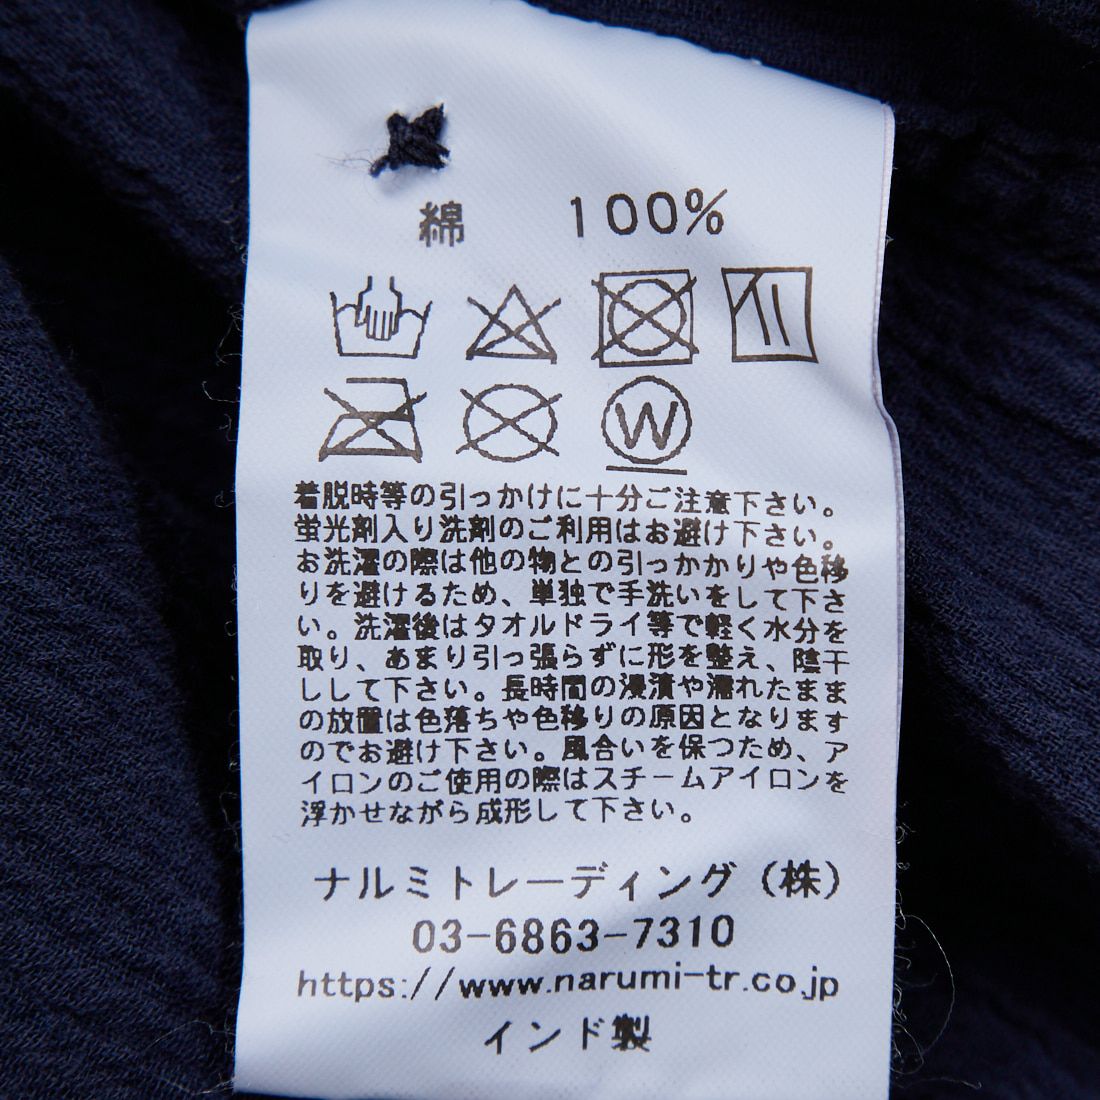 綿 100%
W
着脱時等の引っかけに十分ご注意下さい。
蛍光剤入り洗剤のご利用はお避け下さい。
お洗濯の際は他の物との引っかかりや色移
りを避けるため、単独で手洗いをして下さ
い。洗濯後はタオルドライ等で軽く水分を
取り、あまり引っ張らずに形を整え、陰干
しして下さい。長時間の浸漬や濡れたまま
の放置は色落ちや色移りの原因となります
のでお避け下さい。風合いを保つため、ア
イロンのご使用の際はスチームアイロンを
浮かせながら成形して下さい。
ナルミトレーディング（株）
03-6863-7310
https://www.narumi-tr.co.jp
インド製